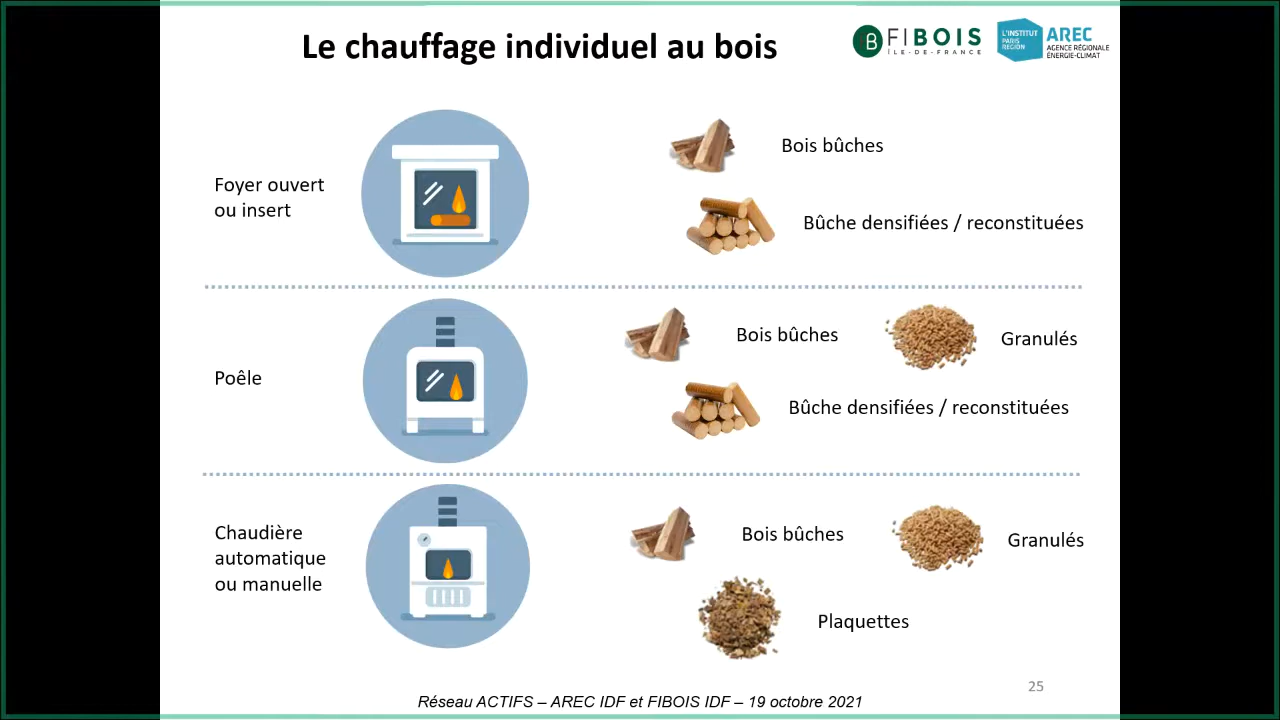 Le chauffage individuel au bois
B FIBOIS
ÎLE-DE-FRANCE
L'INSTITUT
PARIS
REGION
AREC
AGENCE RÉGIONALE
ÉNERGIE-CLIMAT
Foyer ouvert
ou insert
Bois bûches
Bûche densifiées / reconstituées
Poêle
Bois bûches
Granulés
Bûche densifiées / reconstituées
Chaudière
automatique
ou manuelle
Bois bûches
Granulés
Plaquettes
25
Réseau ACTIFS – AREC IDF et FIBOIS IDF – 19 octobre 2021